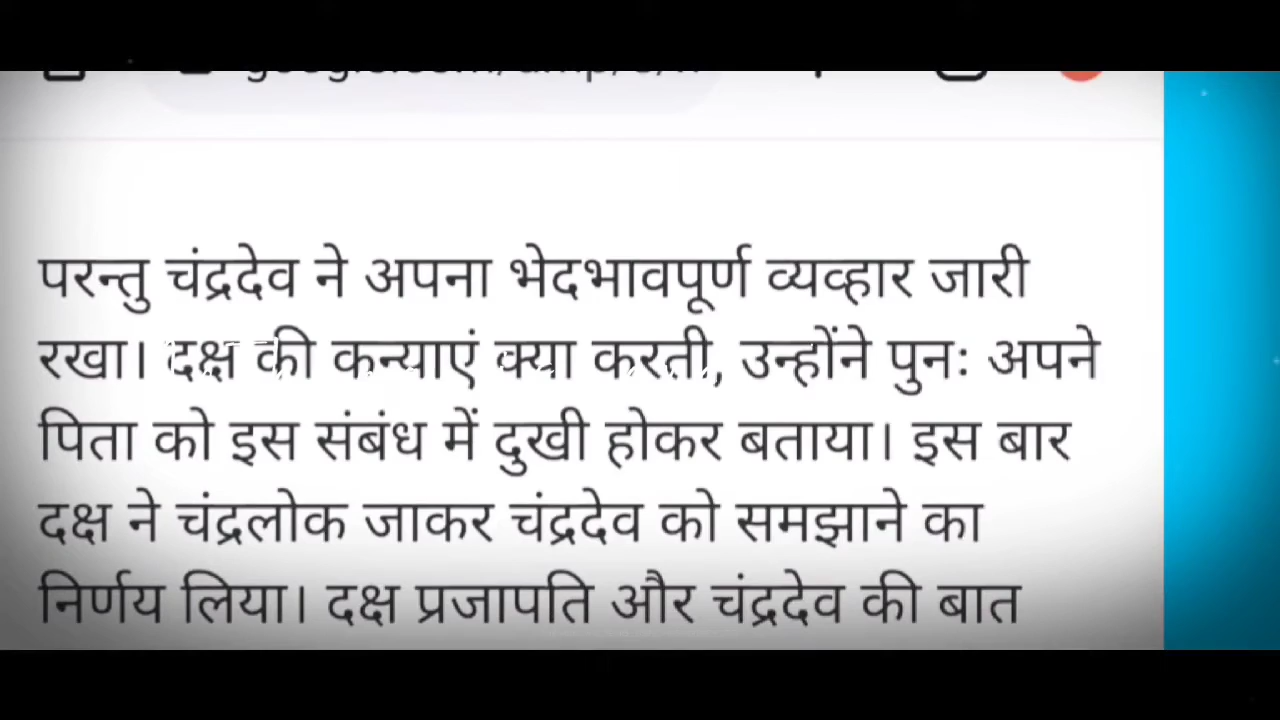 परन्तु चंद्रदेव ने अपना भेदभावपूर्ण व्यव्हार जारी
रखा। दक्ष की कन्याएं क्या करती, उन्होंने पुनः अपने
पिता को इस संबंध में दुखी होकर बताया। इस बार
दक्ष ने चंद्रलोक जाकर चंद्रदेव को समझाने का
निर्णय लिया। दक्ष प्रजापति और चंद्रदेव की बात